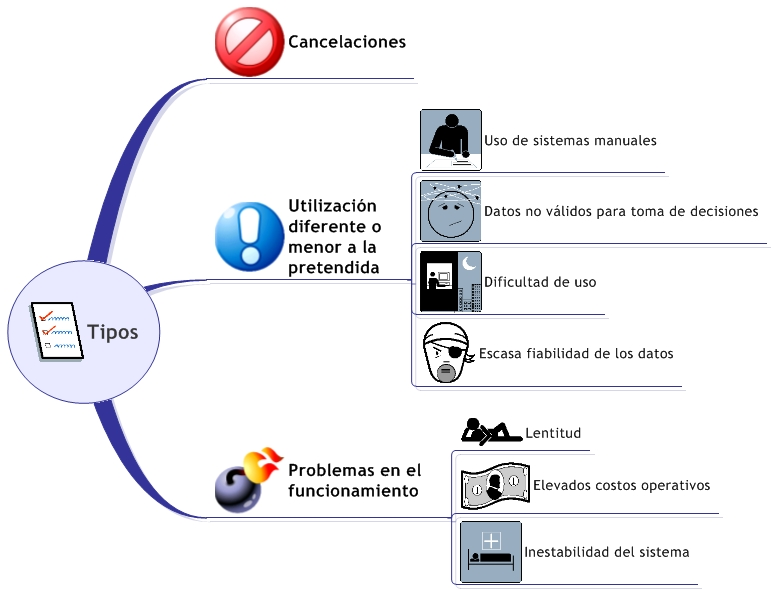 Tipos
Cancelaciones
Utilización
diferente o
menor a la
pretendida
Uso de sistemas manuales
Datos no válidos para toma de decisiones
Dificultad de uso
Escasa fiabilidad de los datos
Problemas en el
funcionamiento
Lentitud
Elevados costos operativos
Inestabilidad del sistema